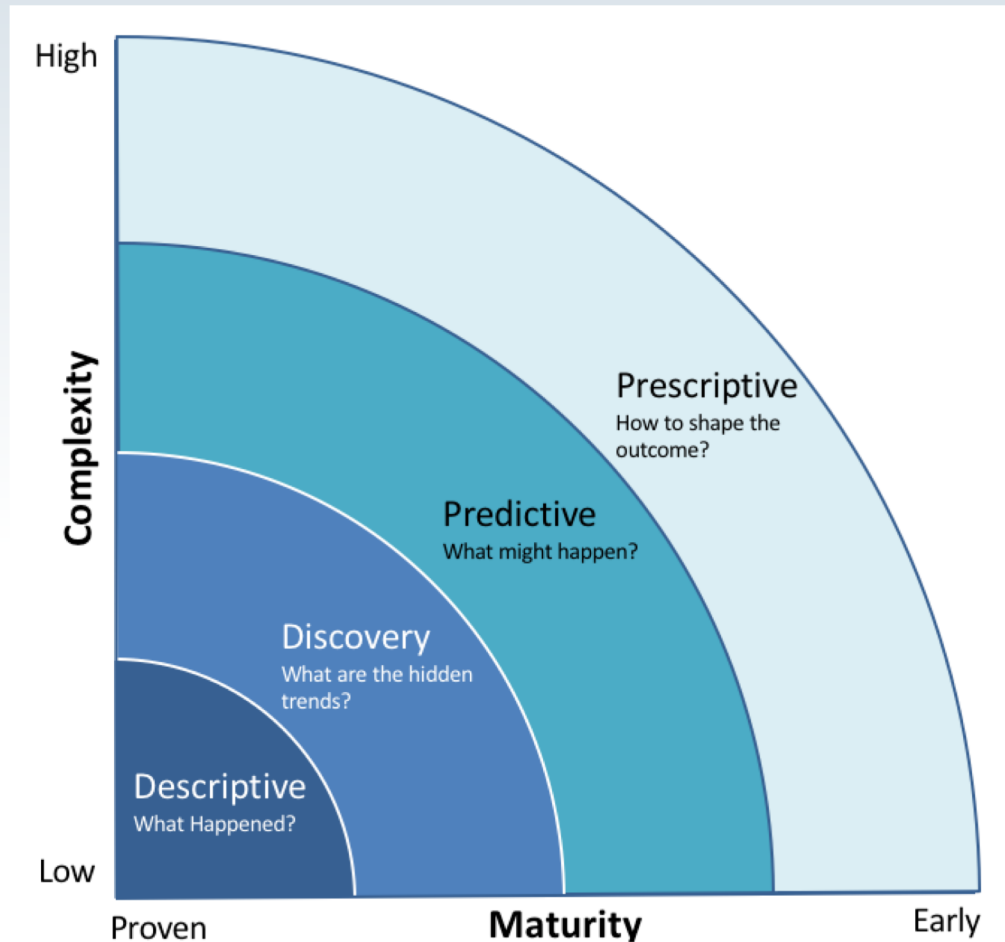 High
Prescriptive
How to shape the
outcome?
Complexity
Predictive
What might happen?
Discovery
What are the hidden
trends?
Descriptive
What Happened?
Low
Proven
Maturity
Early